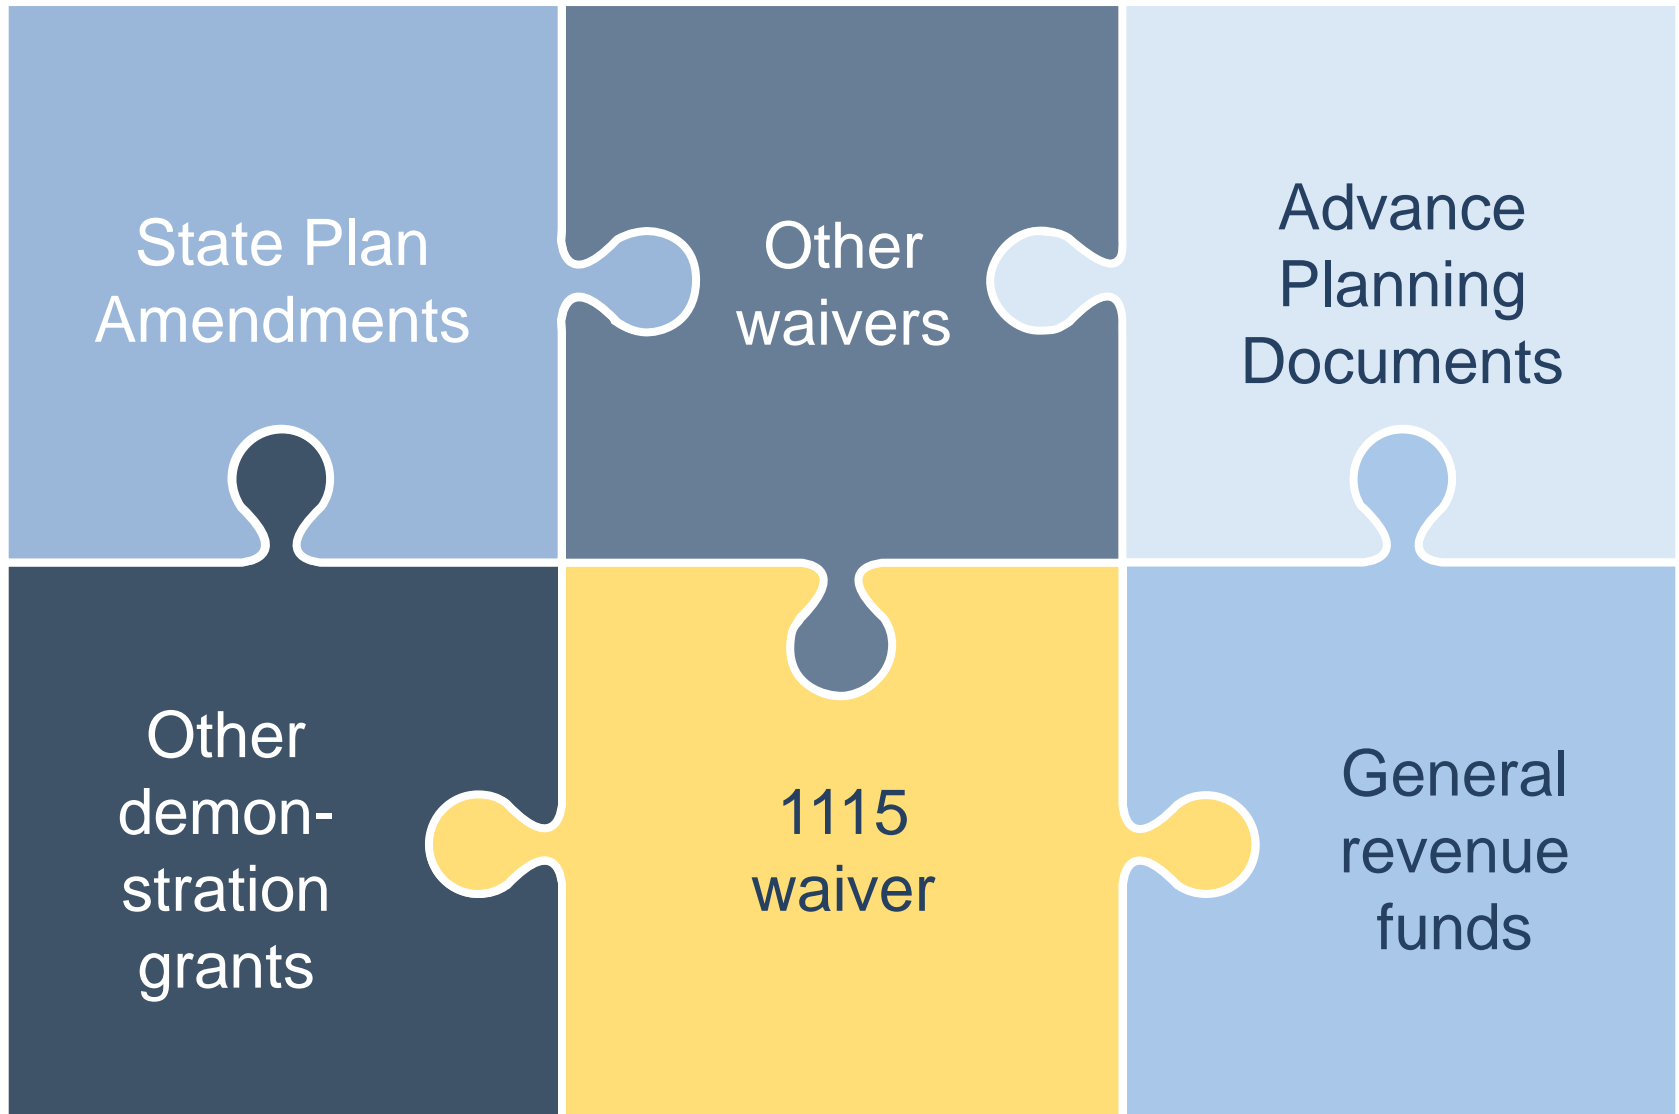 State Plan
Amendments
Other
waivers
Advance
Planning
Documents
Other
demon-
stration
grants
1115
waiver
General
revenue
funds